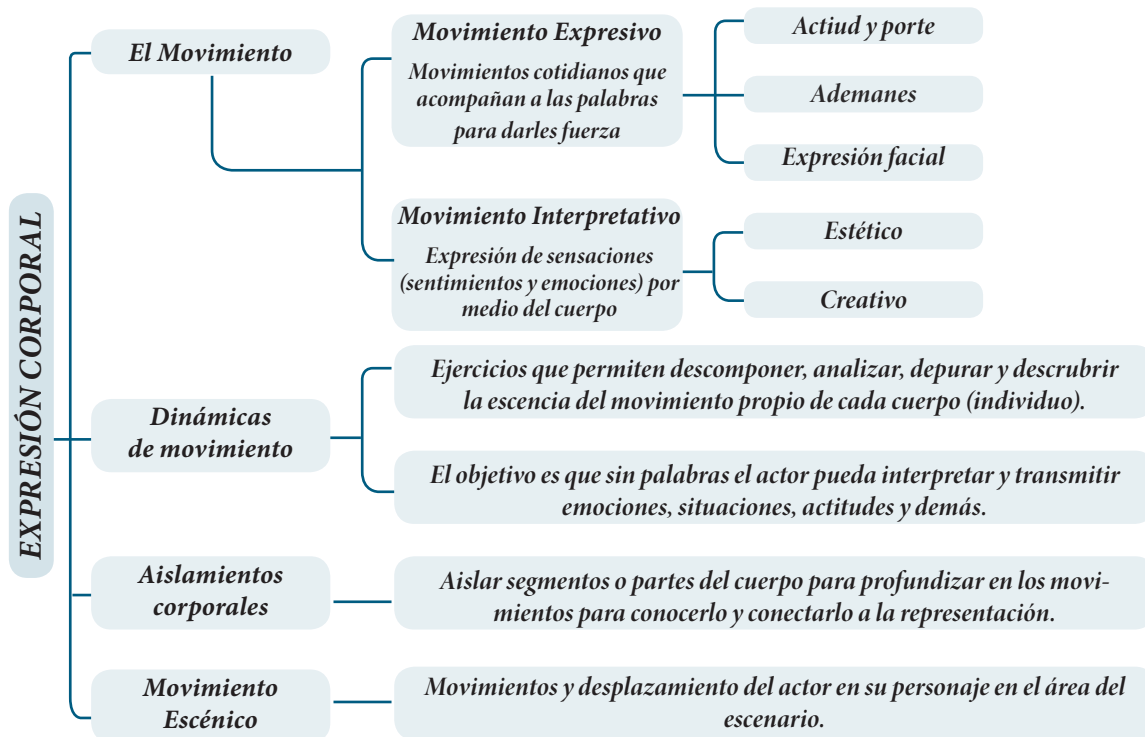 EXPRESIÓN CORPORAL
El Movimiento
Movimiento Expresivo
Movimientos cotidianos que
acompañan a las palabras
para darles fuerza
Actiud y porte
Ademanes
Expresión facial
Movimiento Interpretativo
Expresión de sensaciones
(sentimientos y emociones) por
medio del cuerpo
Estético
Creativo
Dinámicas
de movimiento
Ejercicios que permiten descomponer, analizar, depurar y descrubrir
la escencia del movimiento propio de cada cuerpo (individuo).
El objetivo es que sin palabras el actor pueda interpretar y transmitir
emociones, situaciones, actitudes y demás.
Aislamientos
corporales
Aislar segmentos o partes del cuerpo para profundizar en los movi-
mientos para conocerlo y conectarlo a la representación.
Movimiento
Escénico
Movimientos y desplazamiento del actor en su personaje en el área del
escenario.